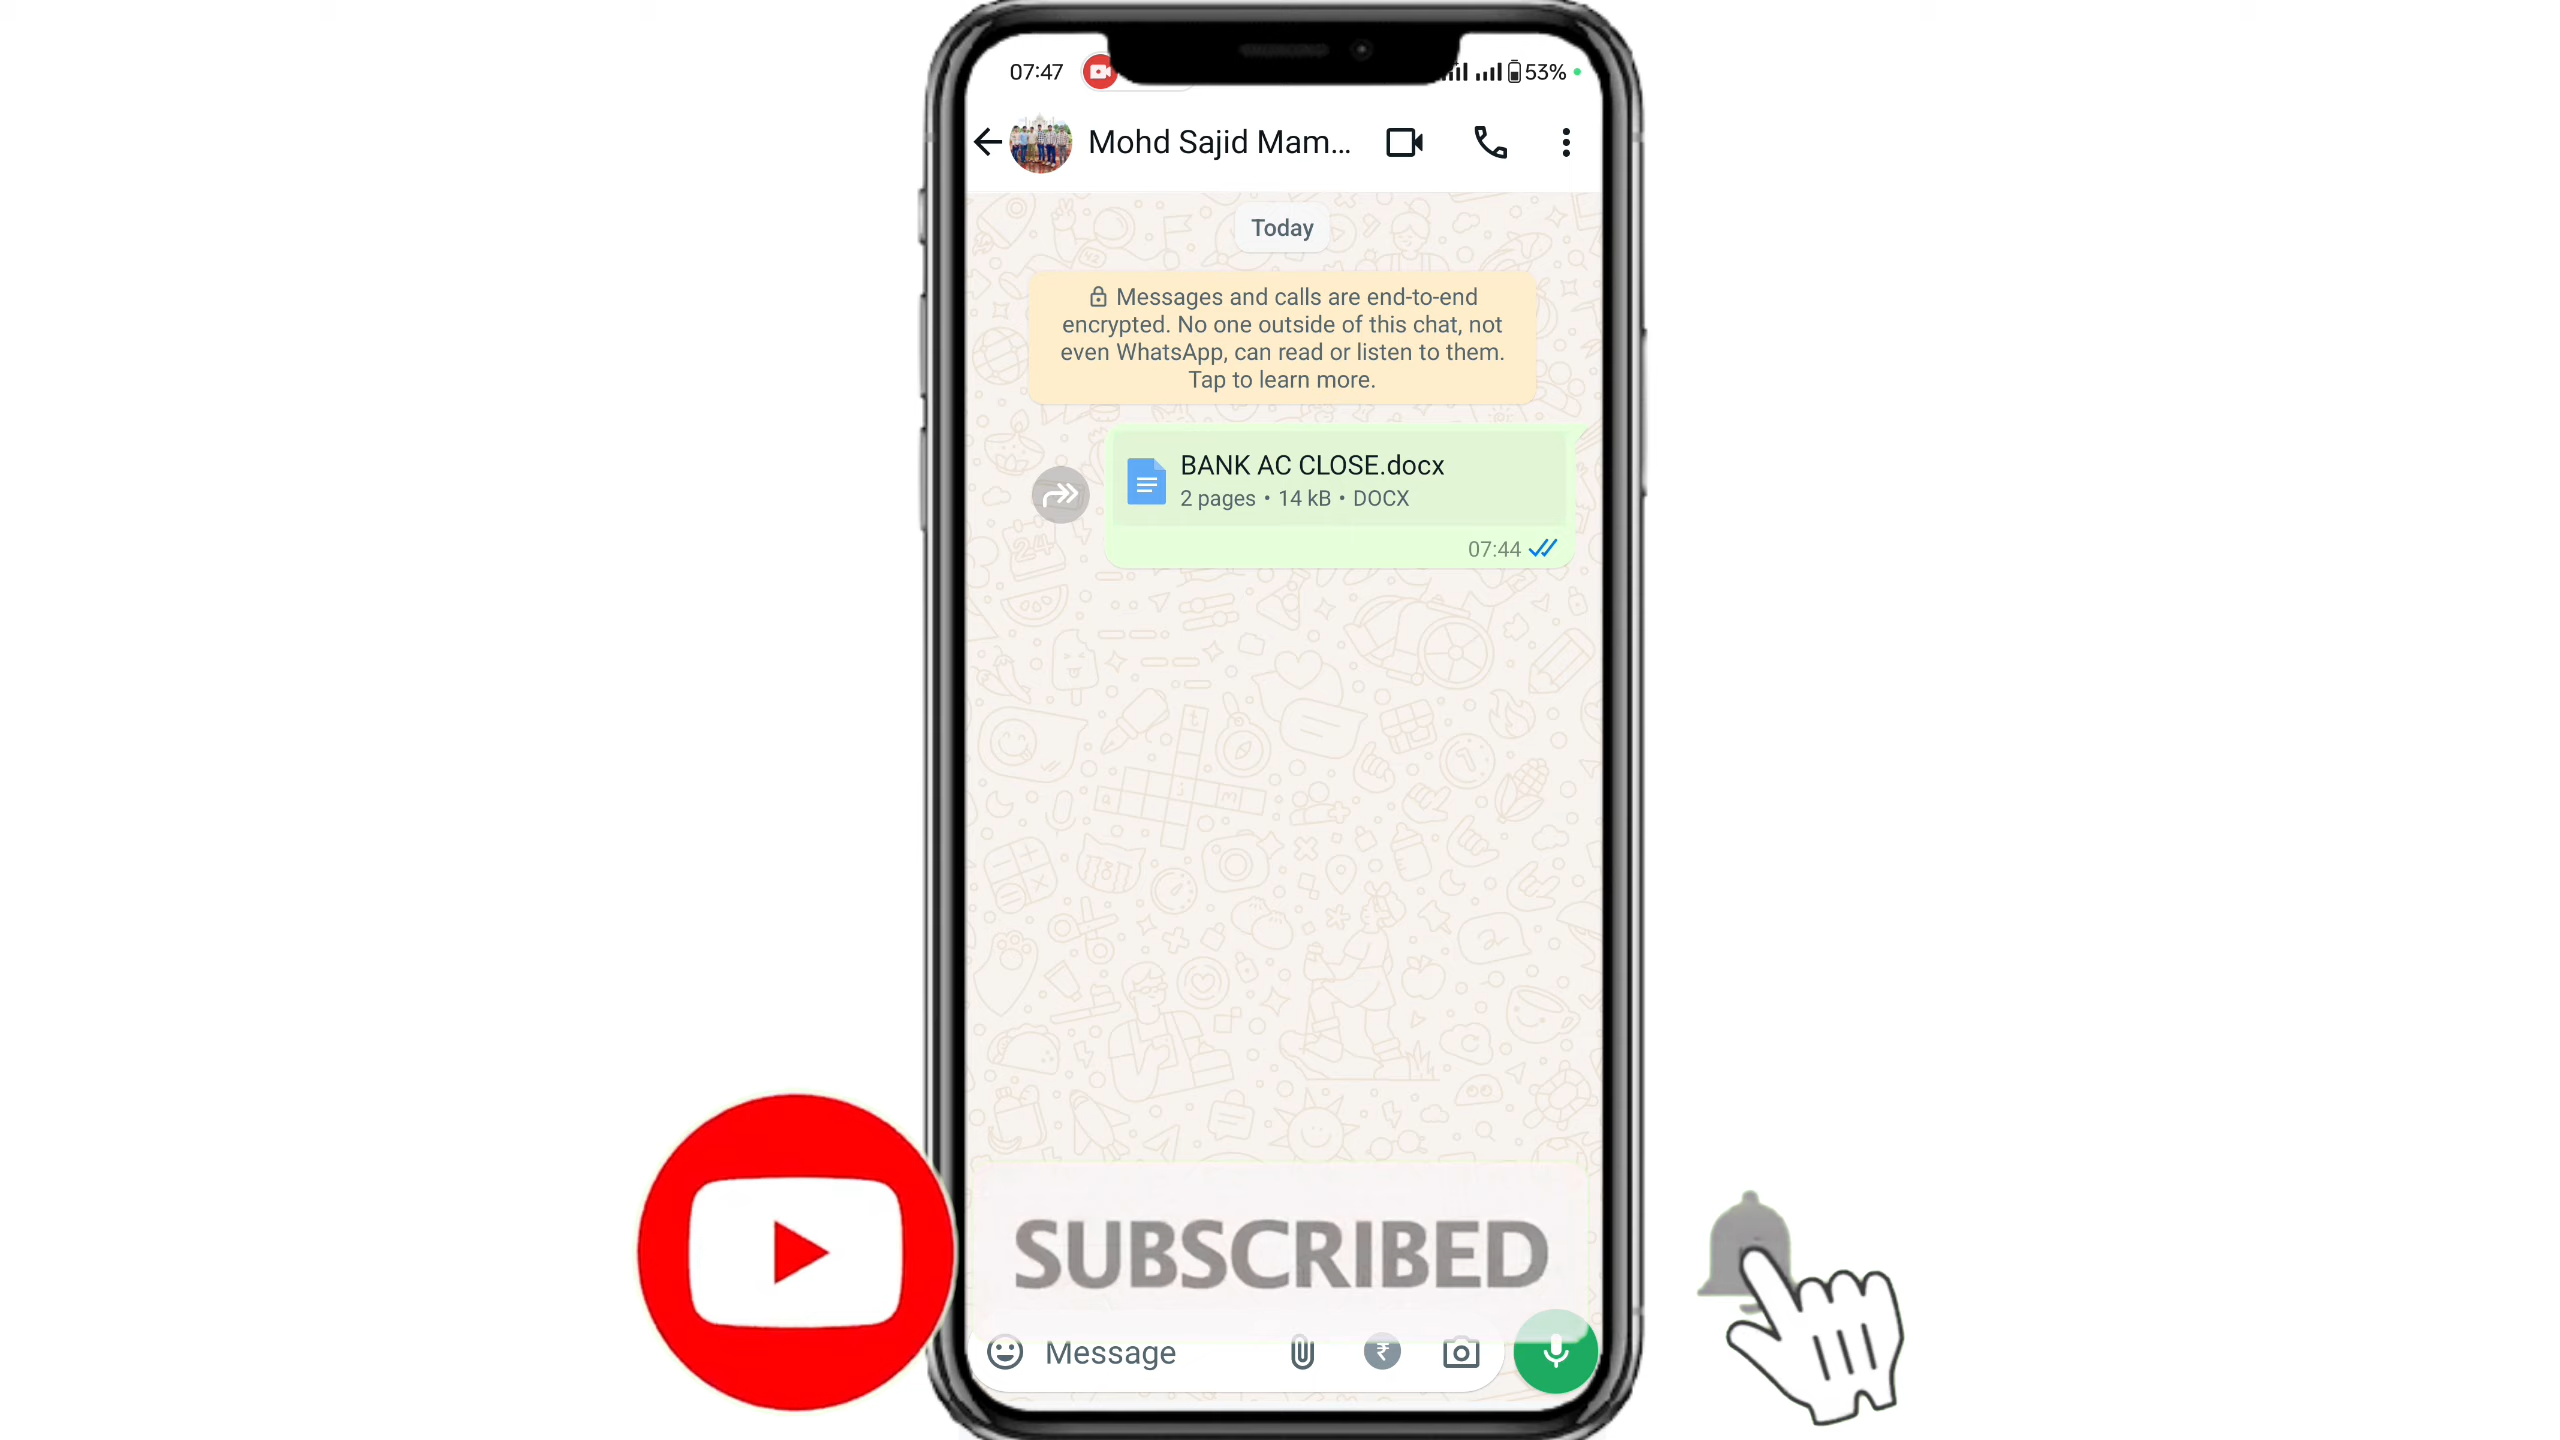 07:47
53%
Mohd Sajid Mam...
Today
Messages and calls are end-to-end
encrypted. No one outside of this chat, not
even WhatsApp, can read or listen to them.
Tap to learn more.
BANK AC CLOSE.docx
2 pages • 14 kB • DOCX
07:44
SUBSCRIBED
Message